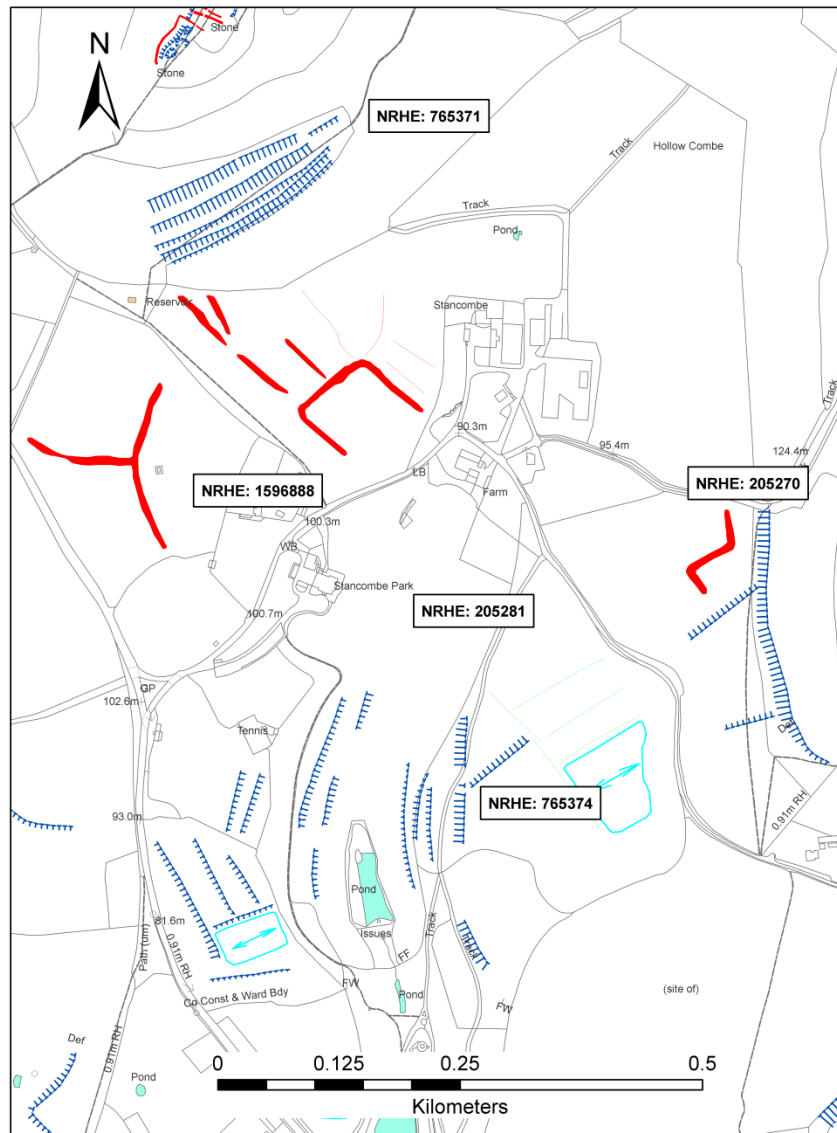 Stone
N
Stone
NRHE: 765371
Track
Hollow Combe
Track
Pond
Reservoir
Stancombe
Track
90.3m
95.4m
124.4m
LB
NRHE: 1596888
Farm
NRHE: 205270
100.3m
WB
Stancombe Park
NRHE: 205281
100.7m
GP
102.6m
Tennis
Def
NRHE: 765374
93.0m
0.91m RH
Pond
81.6m
Issues
Track
Track
Path (um)
0.91m RH
FF
FW
Co Const & Ward Bdy
Pond
FW
(site of)
Def
0.91m RH
Pond
0
0.125
0.25
0.5
Kilometers